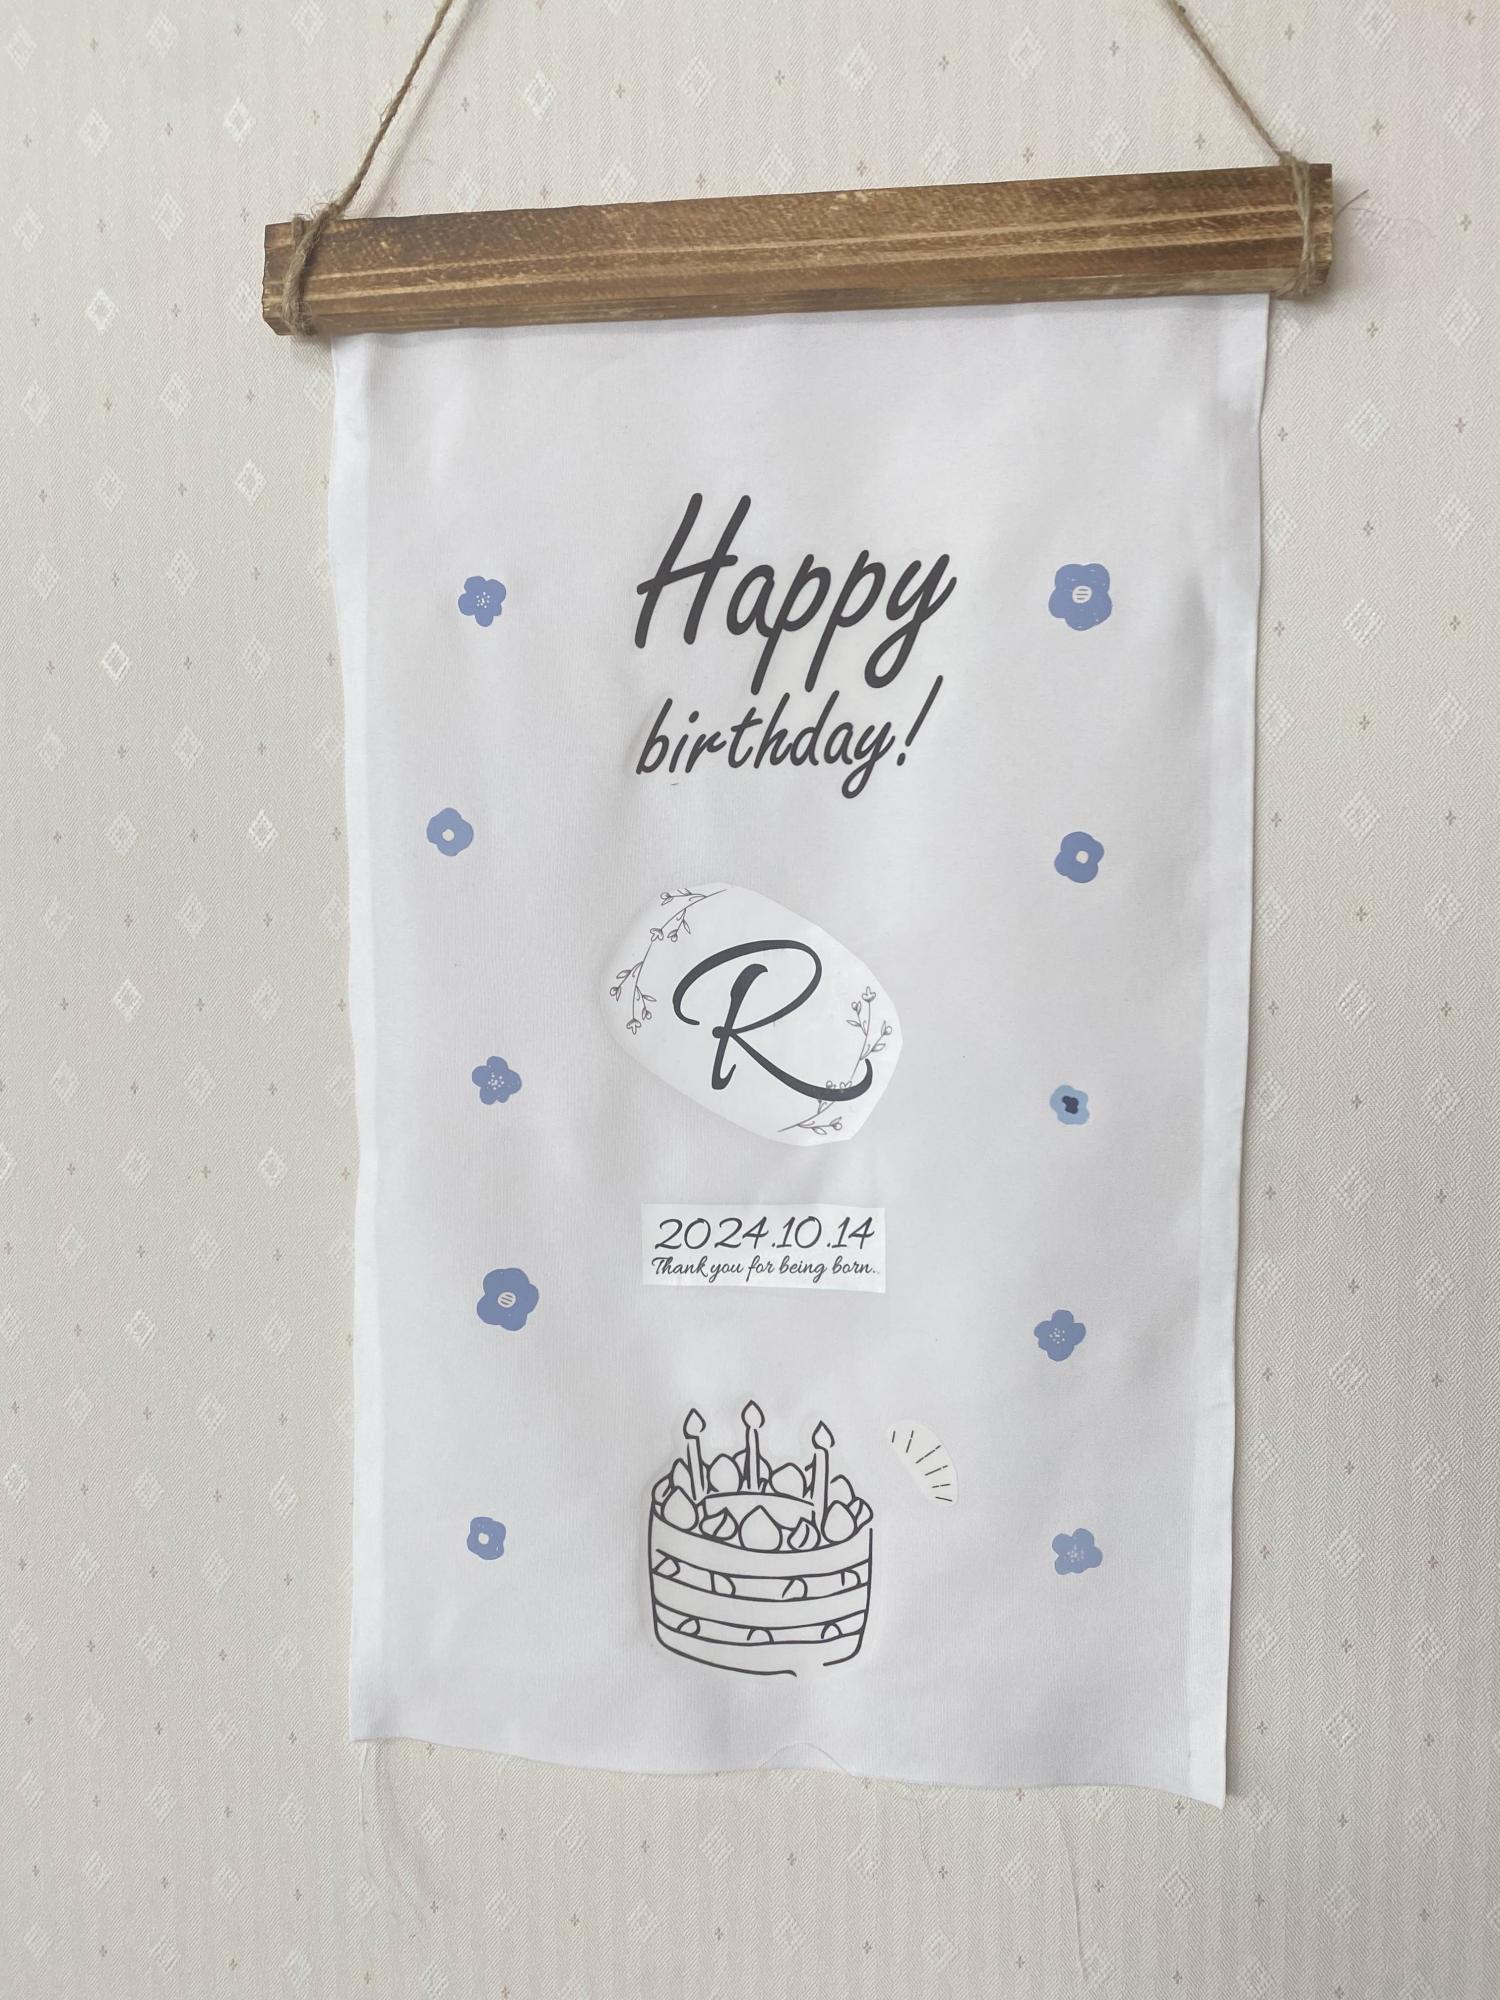 Happy
birthday!
R
2024.10.14
Thank you for being born.